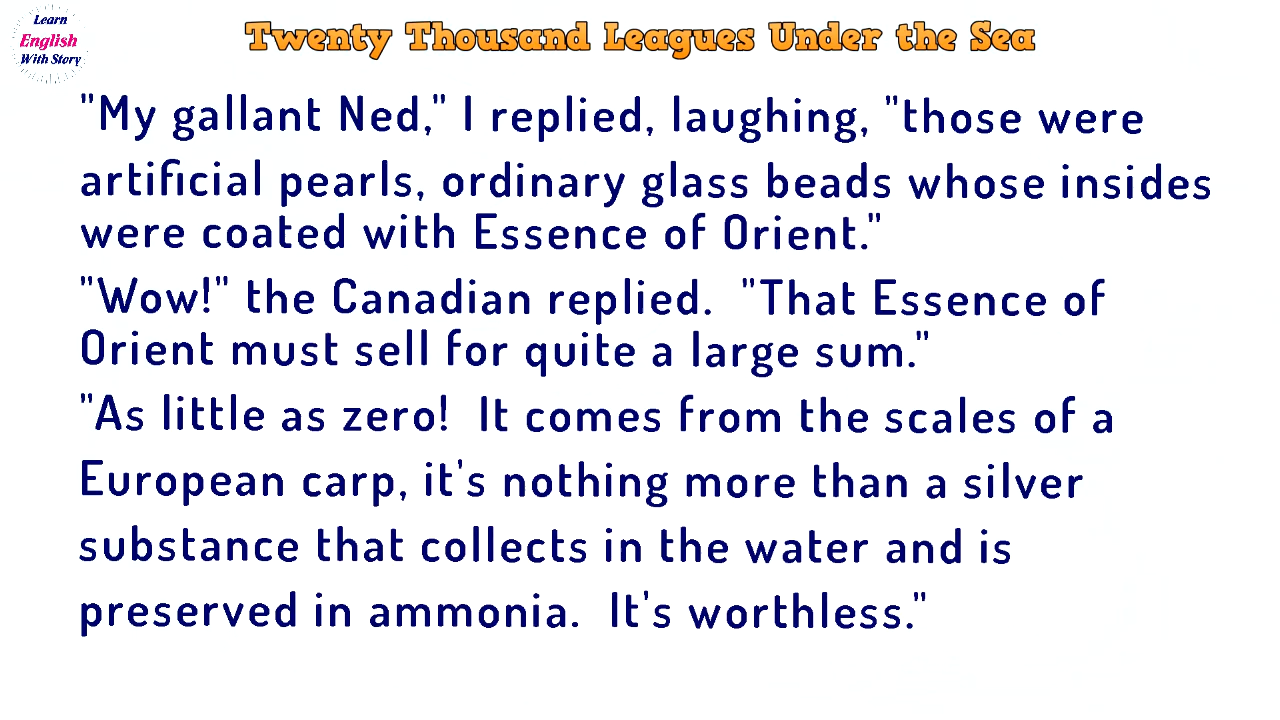 Learn
English
With Story
Twenty Thousand Leagues Under the Sea
"My gallant Ned," I replied, laughing, "those were
artificial pearls, ordinary glass beads whose insides
were coated with Essence of Orient."
"Wow!" the Canadian replied.  "That Essence of
Orient must sell for quite a large sum."
"As little as zero!  It comes from the scales of a
European carp, it's nothing more than a silver
substance that collects in the water and is
preserved in ammonia.  It's worthless."